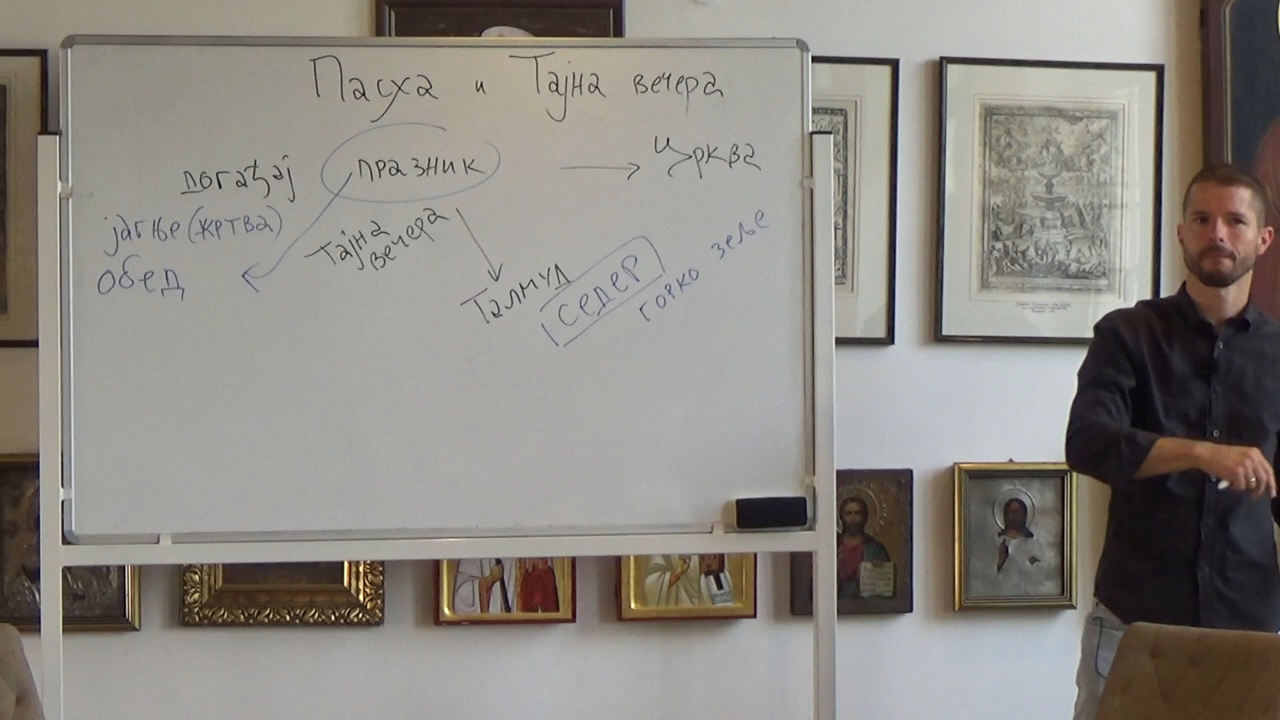 Пасха и Тајна вечера
догађај празник → Црква
јагње (жртва)
обед
Тајна
вечера
Талмуд
СЕДЕР
горко зеље